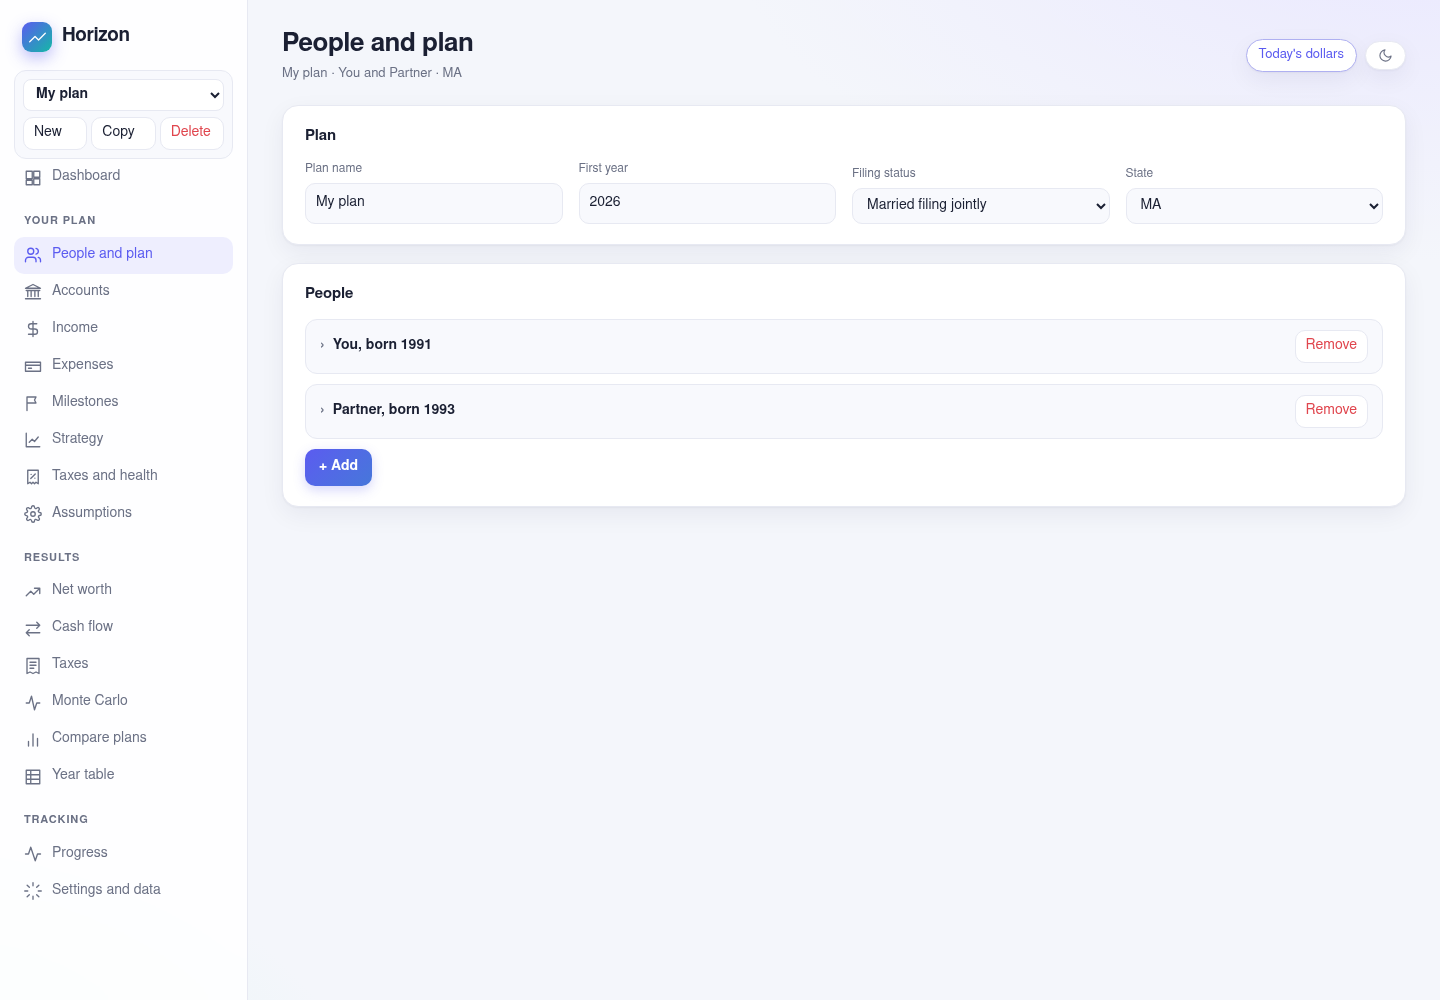 Horizon
My plan
New Copy Delete
Dashboard
YOUR PLAN
People and plan
Accounts
Income
Expenses
Milestones
Strategy
Taxes and health
Assumptions
RESULTS
Net worth
Cash flow
Taxes
Monte Carlo
Compare plans
Year table
TRACKING
Progress
Settings and data
People and plan
My plan · You and Partner · MA
Today's dollars
Plan
Plan name First year Filing status State
My plan 2026 Married filing jointly MA
People
› You, born 1991 Remove
› Partner, born 1993 Remove
+ Add